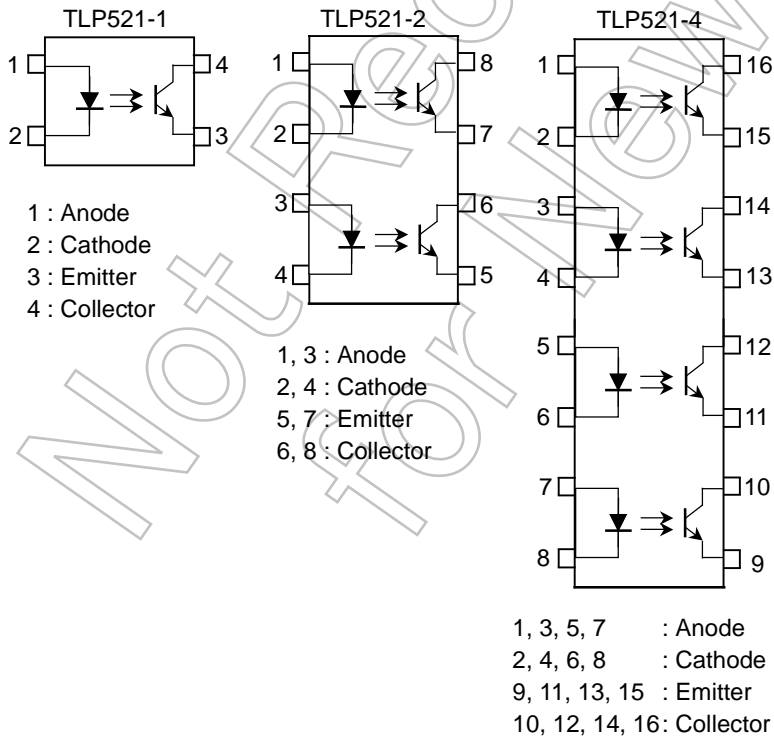 TLP521-1
1
4
2
3
1 : Anode
2 : Cathode
3 : Emitter
4 : Collector
TLP521-2
1
8
2
7
3
6
4
5
1, 3 : Anode
2, 4 : Cathode
5, 7 : Emitter
6, 8 : Collector
TLP521-4
1
16
2
15
3
14
4
13
5
12
6
11
7
10
8
9
1, 3, 5, 7 : Anode
2, 4, 6, 8 : Cathode
9, 11, 13, 15 : Emitter
10, 12, 14, 16 : Collector
Not
for New